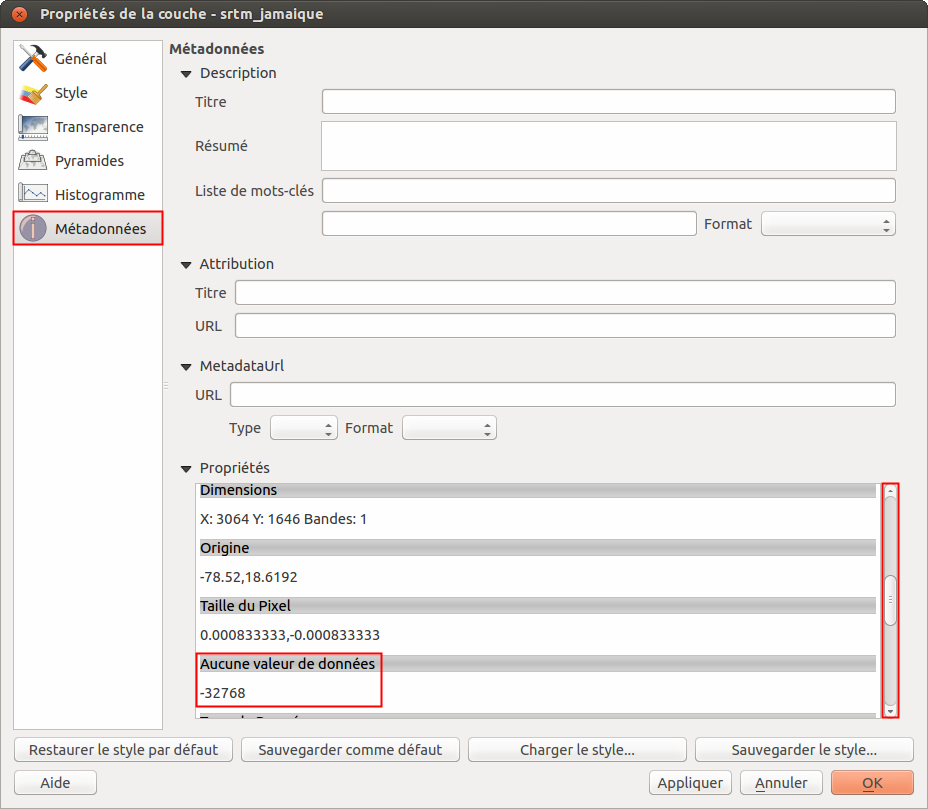 Propriétés de la couche - srtm_jamaique
Général
Style
Transparence
Pyramides
Histogramme
Métadonnées
Métadonnées
Description
Titre
Résumé
Liste de mots-clés
Format
Attribution
Titre
URL
MetadataUrl
URL
Type Format
Propriétés
Dimensions
X: 3064 Y: 1646 Bandes: 1
Origine
-78.52,18.6192
Taille du Pixel
0.000833333,-0.000833333
Aucune valeur de données
-32768
Restaurer le style par défaut Sauvegarder comme défaut Charger le style... Sauvegarder le style...
Aide Appliquer Annuler OK